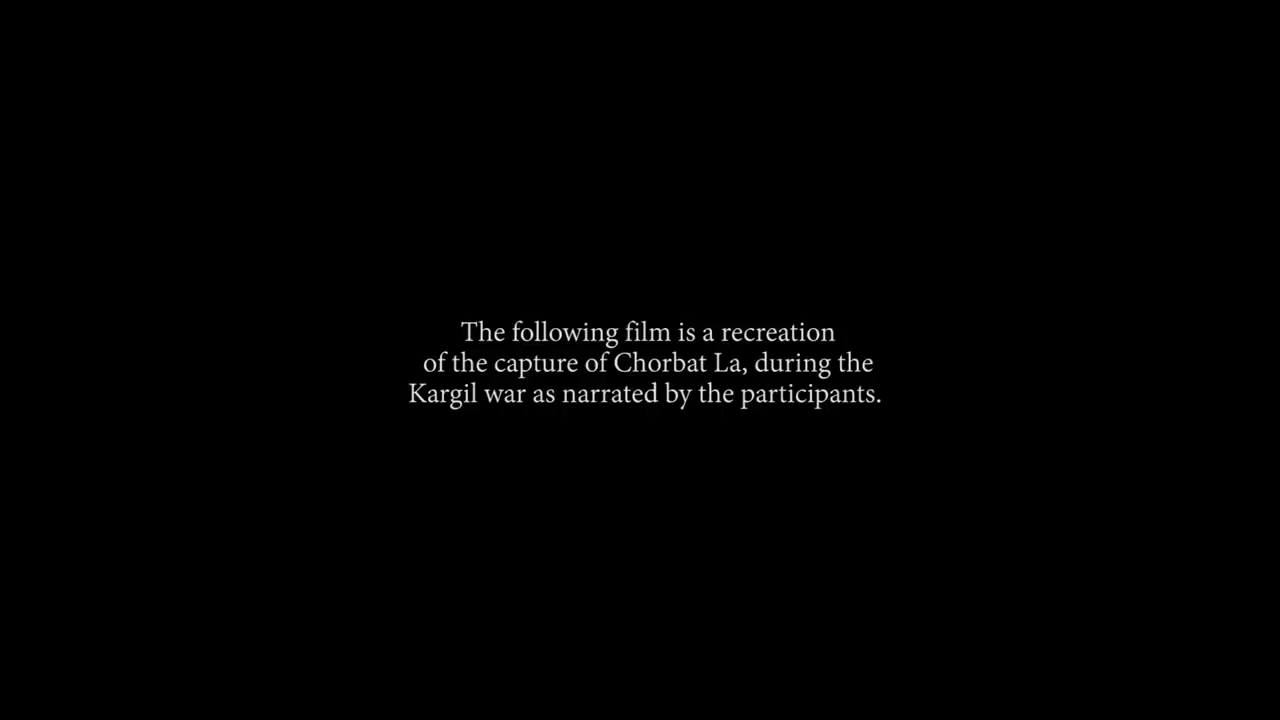 The following film is a recreation
of the capture of Chorbat La, during the
Kargil war as narrated by the participants.